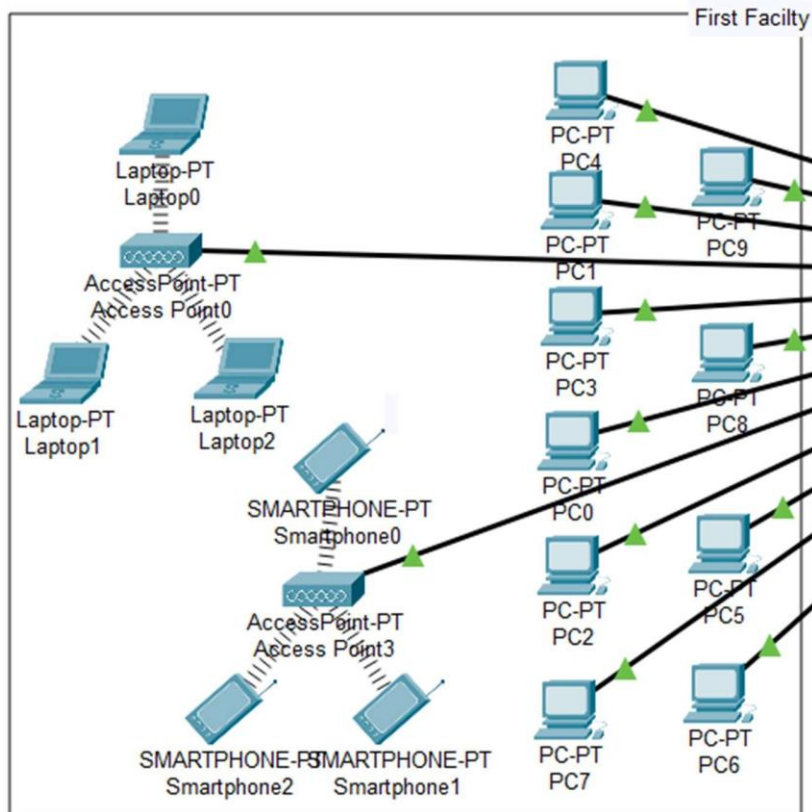 First Facilty
PC-PT
PC4
Laptop-PT
Laptop0
PC-PT
PC9
PC-PT
PC1
AccessPoint-PT
Access Point0
PC-PT
PC3
Laptop-PT
Laptop1
Laptop-PT
Laptop2
PC-PT
PC8
PC-PT
PC0
SMARTPHONE-PT
Smartphone0
PC-PT
PC2
PC-PT
PC5
AccessPoint-PT
Access Point3
SMARTPHONE-PT
Smartphone2
SMARTPHONE-PT
Smartphone1
PC-PT
PC7
PC-PT
PC6